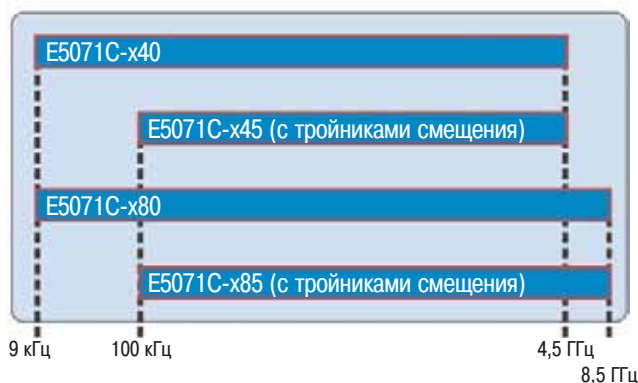 E5071C-x40
E5071C-x45 (с тройниками смещения)
E5071C-x80
E5071C-x85 (с тройниками смещения)
9 кГц 100 кГц 4,5 ГГц
8.5 ГГц